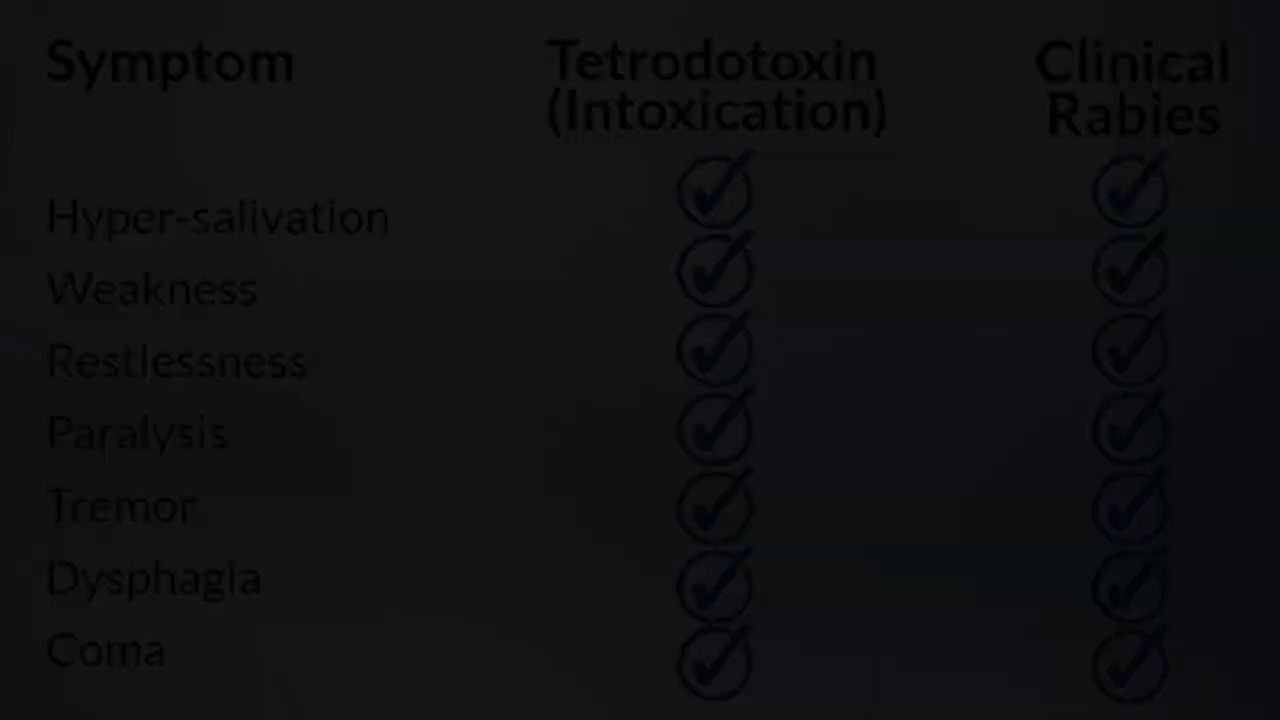 Symptom
Tetrodotoxin
(Intoxication)
Clinical
Rabies
Hyper-salivation
Weakness
Restlessness
Paralysis
Tremor
Dysphagia
Coma